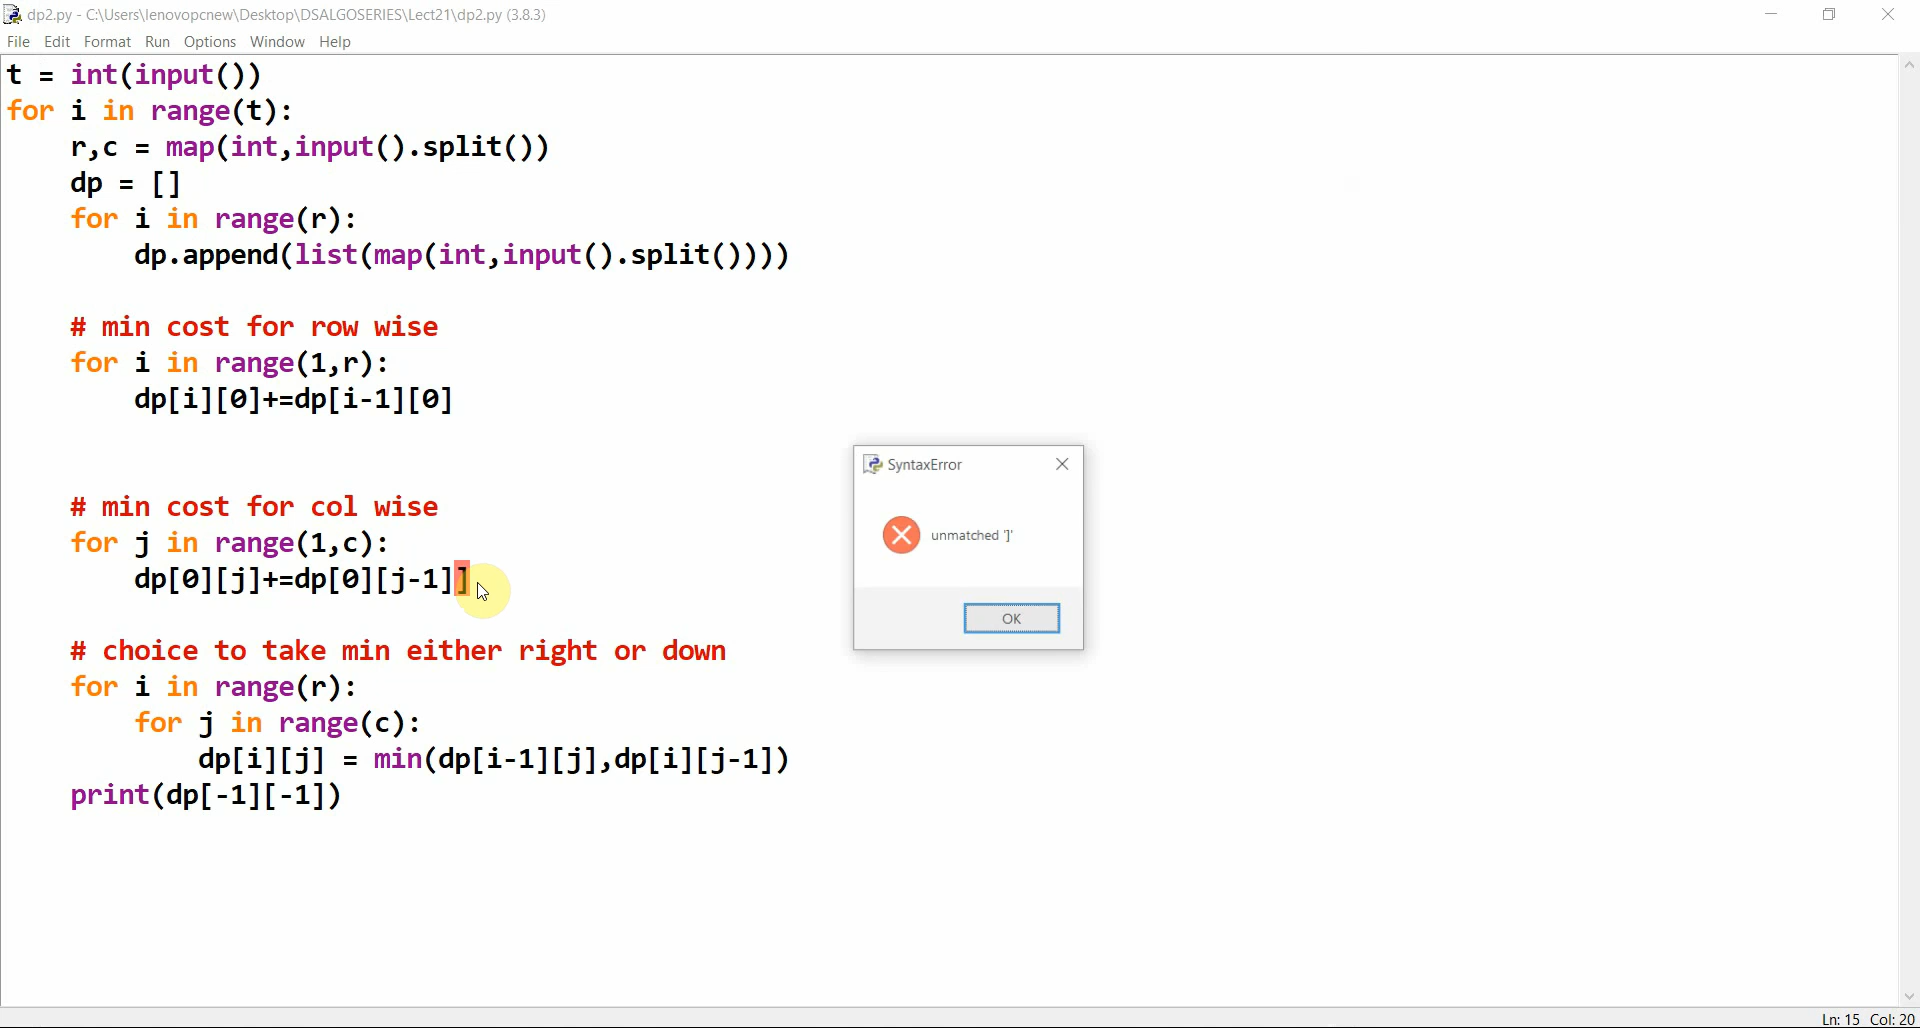 dp2.py - C:\Users\lenovopcnew\Desktop\DSALGOSERIES\Lect21\dp2.py (3.8.3)
File Edit Format Run Options Window Help
t = int(input())
for i in range(t):
    r,c = map(int,input().split())
    dp = []
    for i in range(r):
        dp.append(list(map(int,input().split())))
    # min cost for row wise
    for i in range(1,r):
        dp[i][0]+=dp[i-1][0]
    # min cost for col wise
    for j in range(1,c):
        dp[0][j]+=dp[0][j-1]]
    # choice to take min either right or down
    for i in range(r):
        for j in range(c):
            dp[i][j] = min(dp[i-1][j],dp[i][j-1])
    print(dp[-1][-1])
SyntaxError
unmatched ']'
OK
Ln: 15 Col: 20